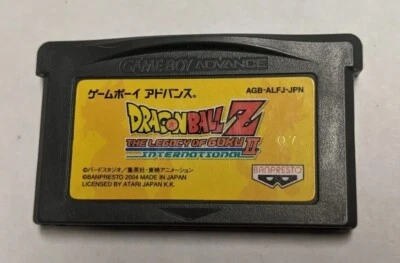 GAME BOY ADVANCE
ゲームボーイ アドバンス。
AGB-ALFJ-JPN
DRAGONBALL Z
THE LEGACY OF GOKU II
INTERNATIONAL
07
©バードスタジオ/集英社・東映アニメーション
©BANPRESTO 2004 MADE IN JAPAN
LICENSED BY ATARI JAPAN K.K.
BANPRESTO